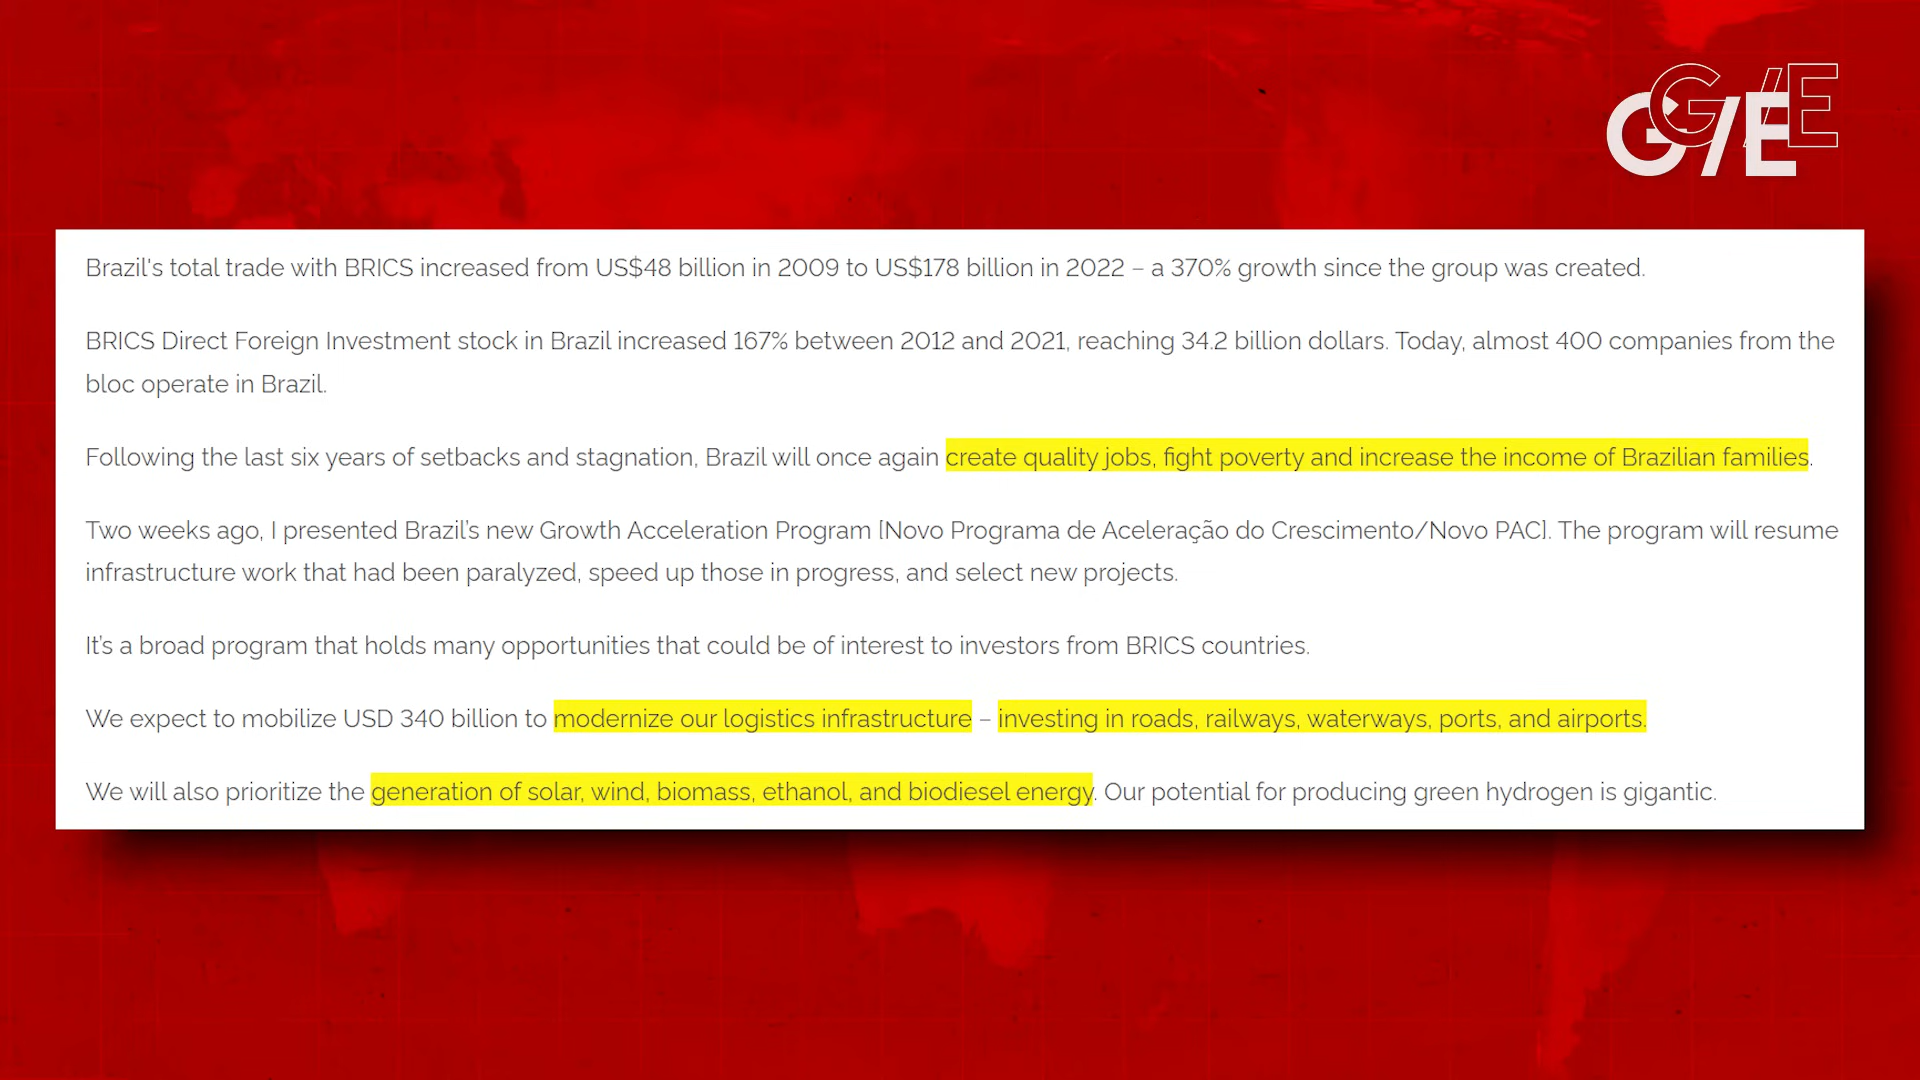 G/E
G/E
Brazil's total trade with BRICS increased from US$48 billion in 2009 to US$178 billion in 2022 – a 370% growth since the group was created.
BRICS Direct Foreign Investment stock in Brazil increased 167% between 2012 and 2021, reaching 34.2 billion dollars. Today, almost 400 companies from the
bloc operate in Brazil.
Following the last six years of setbacks and stagnation, Brazil will once again create quality jobs, fight poverty and increase the income of Brazilian families.
Two weeks ago, I presented Brazil’s new Growth Acceleration Program [Novo Programa de Aceleração do Crescimento/Novo PAC]. The program will resume
infrastructure work that had been paralyzed, speed up those in progress, and select new projects.
It’s a broad program that holds many opportunities that could be of interest to investors from BRICS countries.
We expect to mobilize USD 340 billion to modernize our logistics infrastructure – investing in roads, railways, waterways, ports, and airports.
We will also prioritize the generation of solar, wind, biomass, ethanol, and biodiesel energy. Our potential for producing green hydrogen is gigantic.